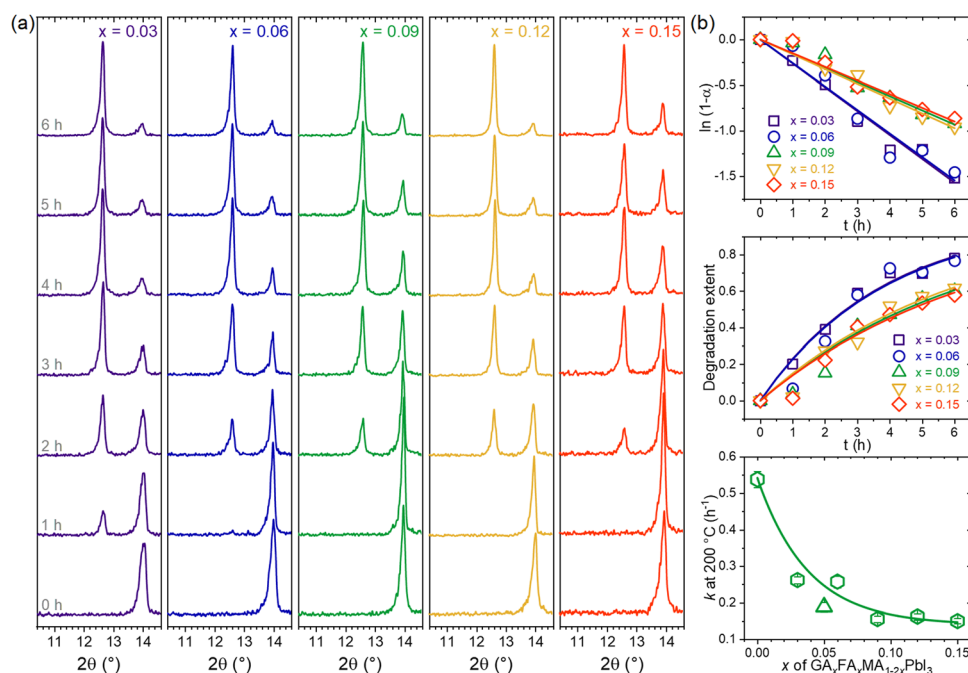 (a)
x = 0.03
x = 0.06
x = 0.09
x = 0.12
x = 0.15
6 h
5 h
4 h
3 h
2 h
1 h
0 h
11 12 13 14
11 12 13 14
11 12 13 14
11 12 13 14
11 12 13 14
2θ (°)
2θ (°)
2θ (°)
2θ (°)
2θ (°)
(b)
ln (1-α)
0.0
-0.5
-1.0
-1.5
x = 0.03
x = 0.06
x = 0.09
x = 0.12
x = 0.15
0 1 2 3 4 5 6
t (h)
Degradation extent
0.8
0.6
0.4
0.2
0.0
x = 0.03
x = 0.06
x = 0.09
x = 0.12
x = 0.15
0 1 2 3 4 5 6
t (h)
k at 200 °C (h⁻¹)
0.6
0.5
0.4
0.3
0.2
0.1
0.00 0.05 0.10 0.15
x of GAₓFAₓMA₁₋₂ₓPbI₃